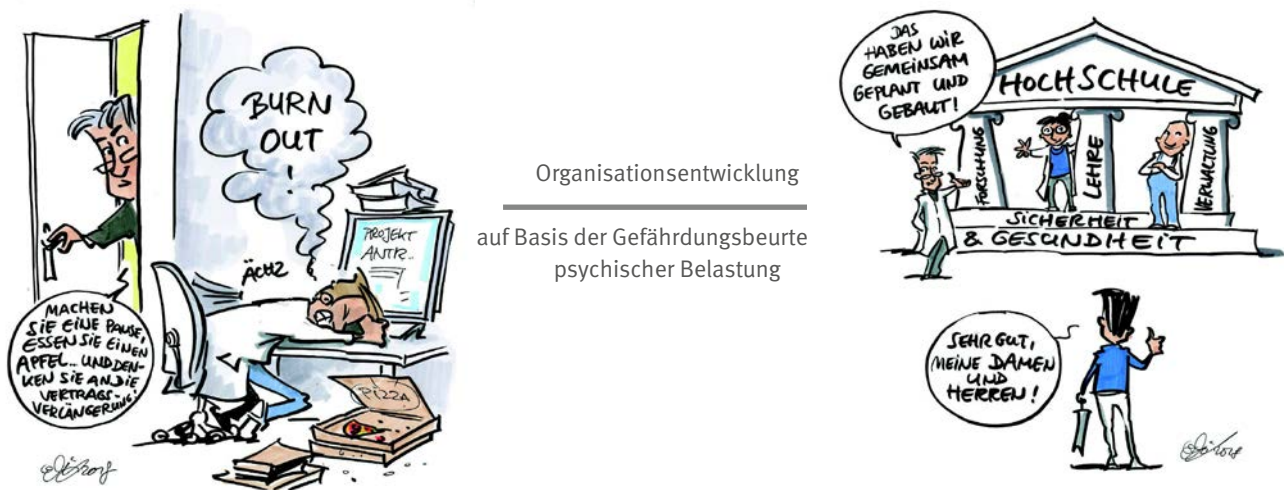 BURN
OUT
!
PROJEKT
ANTR...
ÄCHZ
MACHEN
SIE EINE PAUSE,
ESSEN SIE EINEN
APFEL... UND DEN-
KEN SIE AN DIE
VERTRAGS-
VERLÄNGERUNG!
PIZZA
Organisationsentwicklung
auf Basis der Gefährdungsbeurte
psychischer Belastung
DAS
HABEN WIR
GEMEINSAM
GEPLANT UND
GEBAUT!
HOCHSCHULE
FORSCHUNG
LEHRE
VERWALTUNG
SICHERHEIT
& GESUNDHEIT
SEHR GUT,
MEINE DAMEN
UND
HERREN!